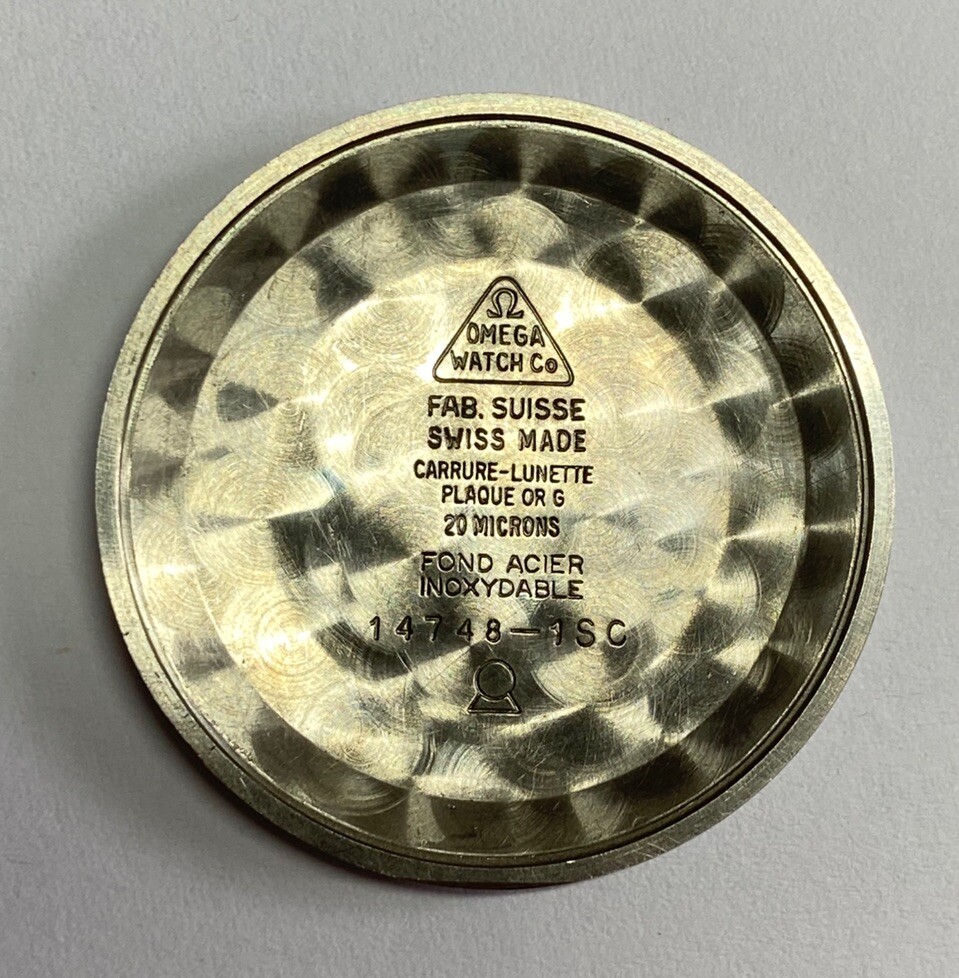 Ω
OMEGA
WATCH Co
FAB. SUISSE
SWISS MADE
CARRURE-LUNETTE
PLAQUE OR G
20 MICRONS
FOND ACIER
INOXYDABLE
14748-1SC